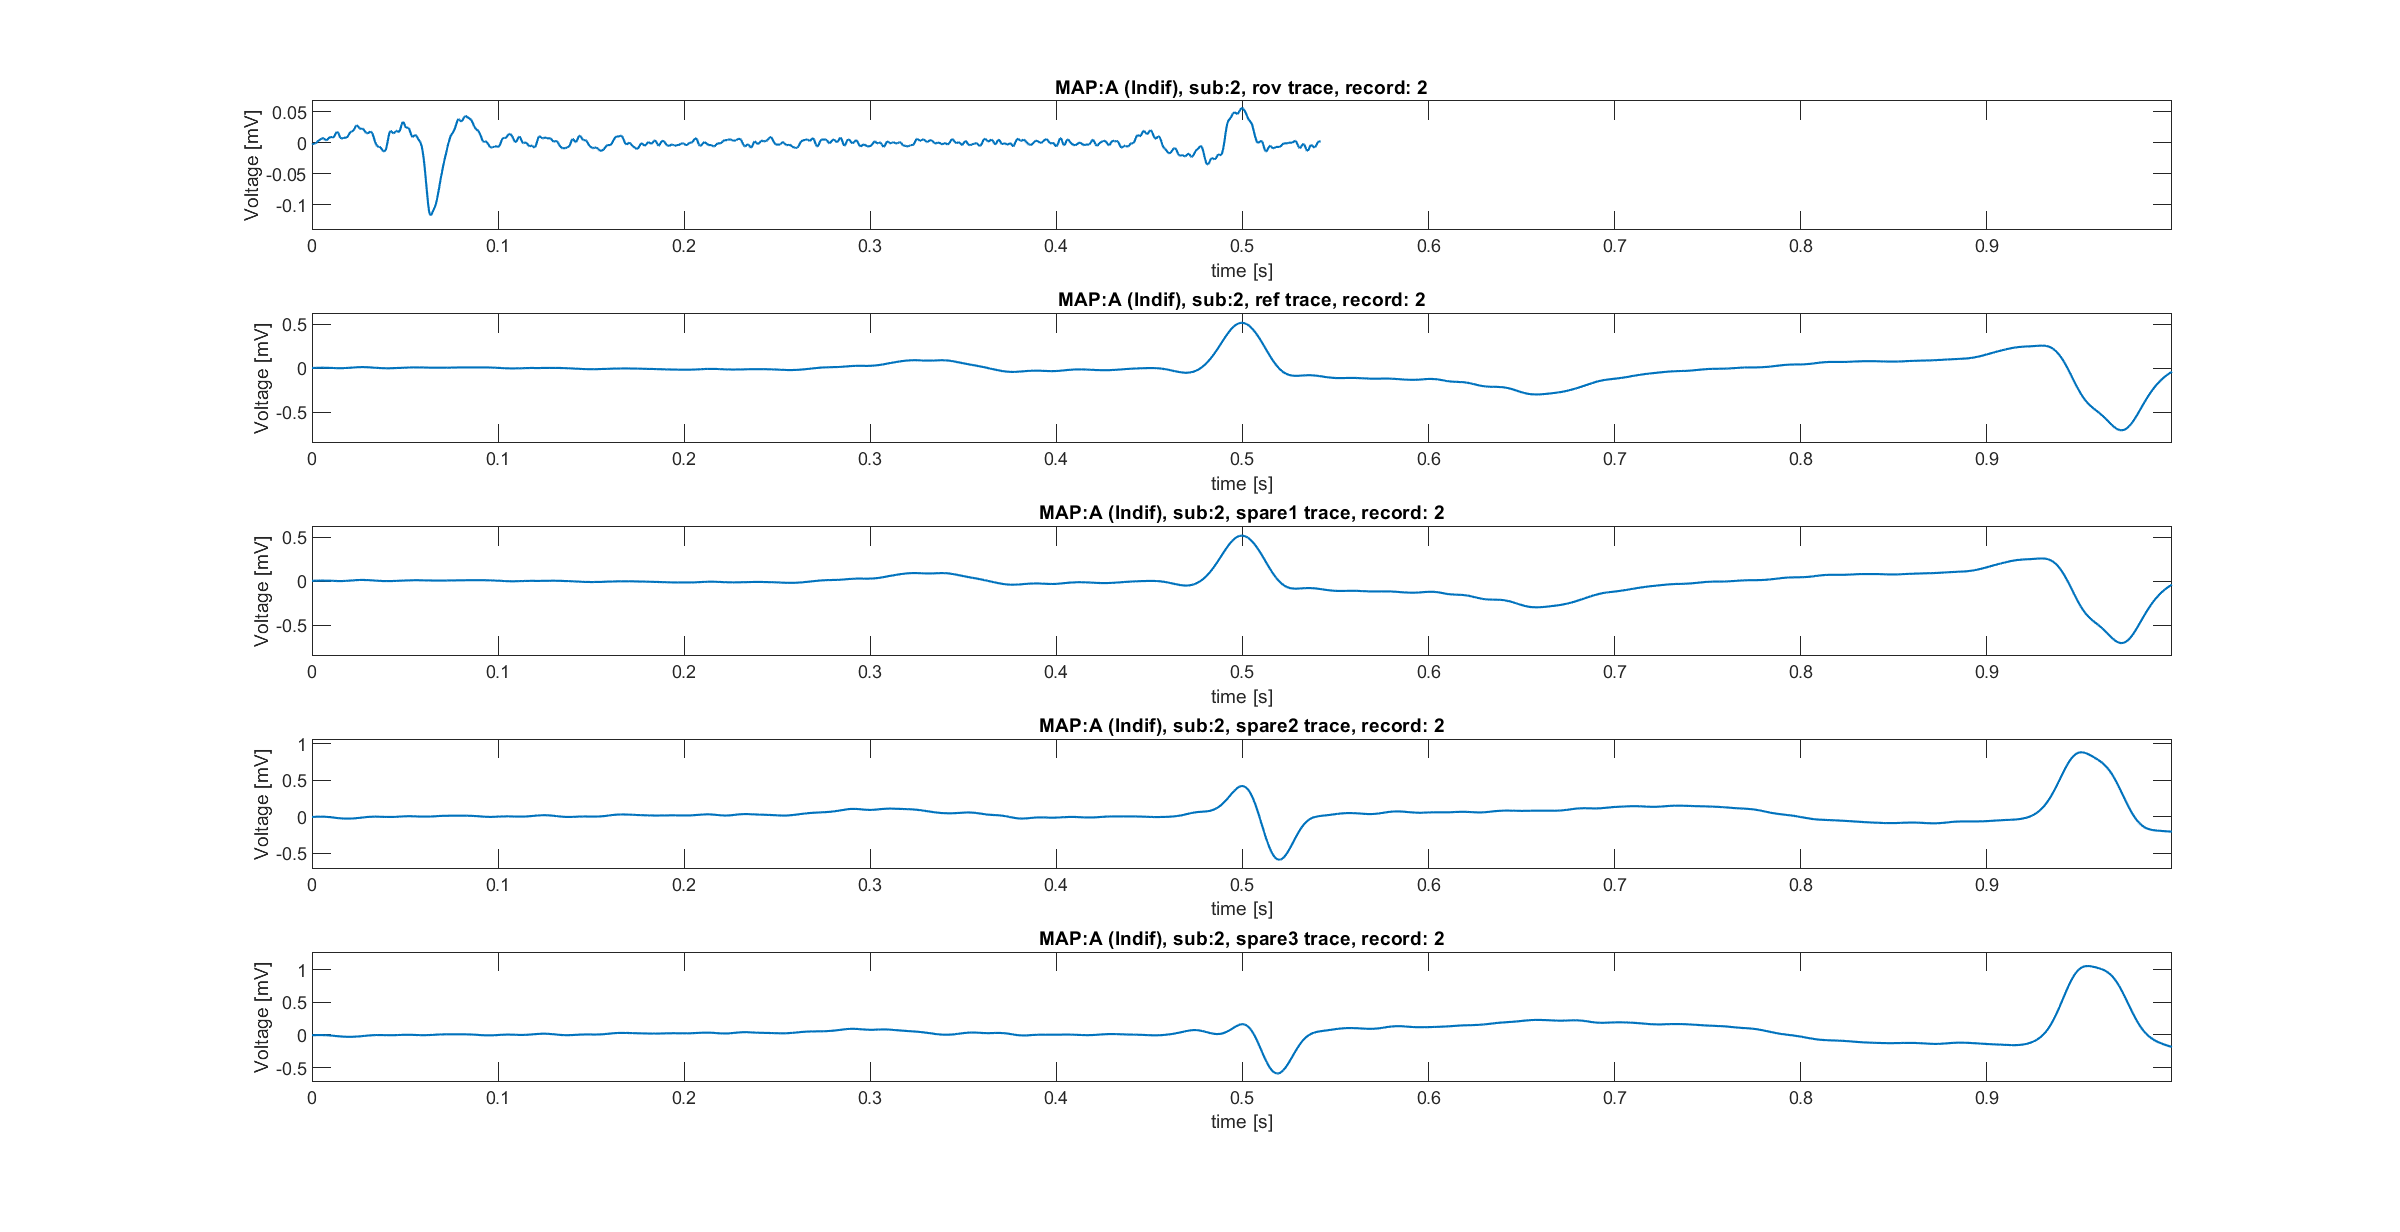 MAP:A (Indif), sub:2, rov trace, record: 2
Voltage [mV]
0.05
0
-0.05
-0.1
0 0.1 0.2 0.3 0.4 0.5 0.6 0.7 0.8 0.9
time [s]
MAP:A (Indif), sub:2, ref trace, record: 2
Voltage [mV]
0.5
0
-0.5
0 0.1 0.2 0.3 0.4 0.5 0.6 0.7 0.8 0.9
time [s]
MAP:A (Indif), sub:2, spare1 trace, record: 2
Voltage [mV]
0.5
0
-0.5
0 0.1 0.2 0.3 0.4 0.5 0.6 0.7 0.8 0.9
time [s]
MAP:A (Indif), sub:2, spare2 trace, record: 2
Voltage [mV]
1
0.5
0
-0.5
0 0.1 0.2 0.3 0.4 0.5 0.6 0.7 0.8 0.9
time [s]
MAP:A (Indif), sub:2, spare3 trace, record: 2
Voltage [mV]
1
0.5
0
-0.5
0 0.1 0.2 0.3 0.4 0.5 0.6 0.7 0.8 0.9
time [s]